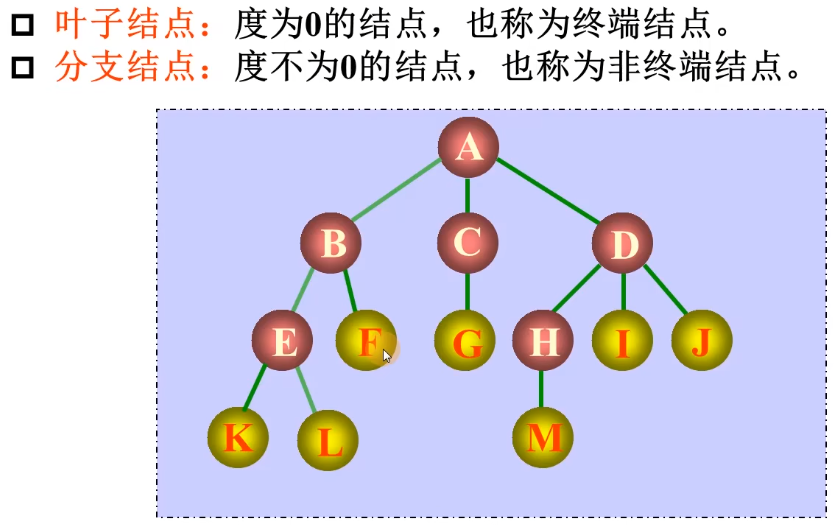 叶子结点：度为0的结点，也称为终端结点。
分支结点：度不为0的结点，也称为非终端结点。
A
B C D
E F G H I J
K L M